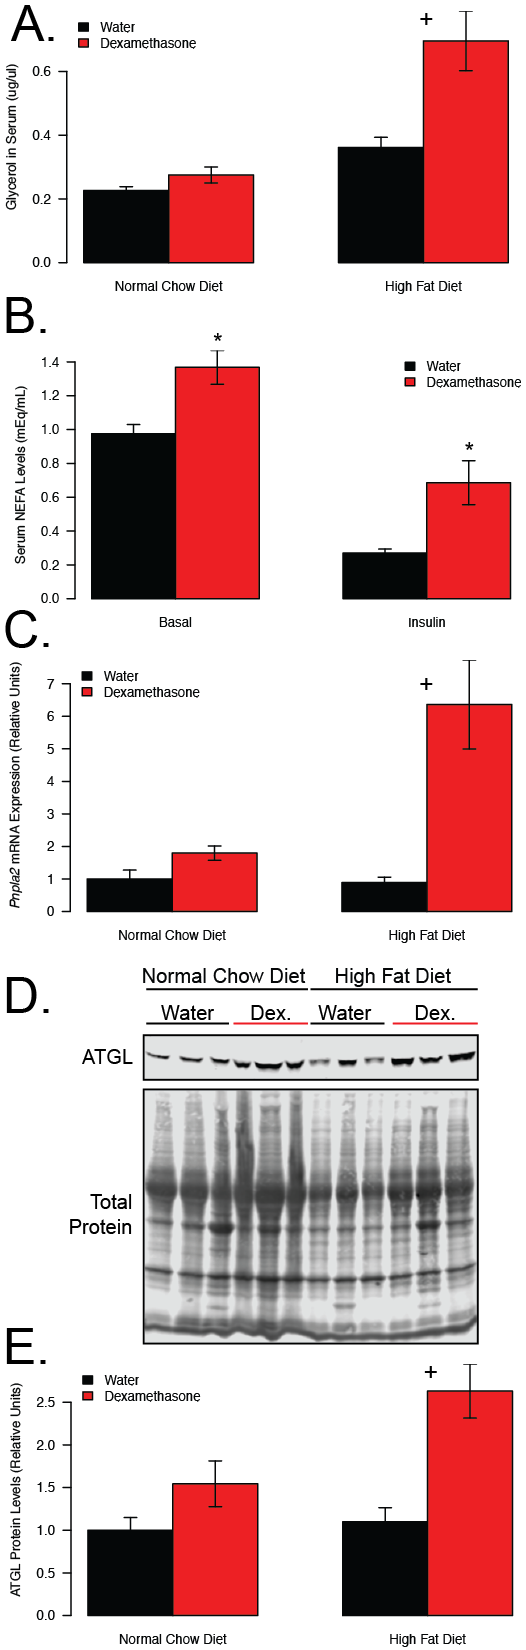 A.
Water
Dexamethasone
+
Glycerol in Serum (ug/ul)
0.6
0.4
0.2
0.0
Normal Chow Diet High Fat Diet
B.
Water
Dexamethasone
*
*
Serum NEFA Levels (mEq/mL)
1.4
1.2
1.0
0.8
0.6
0.4
0.2
0.0
Basal Insulin
C.
Water
Dexamethasone
+
Pnpla2 mRNA Expression (Relative Units)
7
6
5
4
3
2
1
0
Normal Chow Diet High Fat Diet
D.
Normal Chow Diet High Fat Diet
Water Dex. Water Dex.
ATGL
Total
Protein
E.
Water
Dexamethasone
+
ATGL Protein Levels (Relative Units)
2.5
2.0
1.5
1.0
0.5
0.0
Normal Chow Diet High Fat Diet